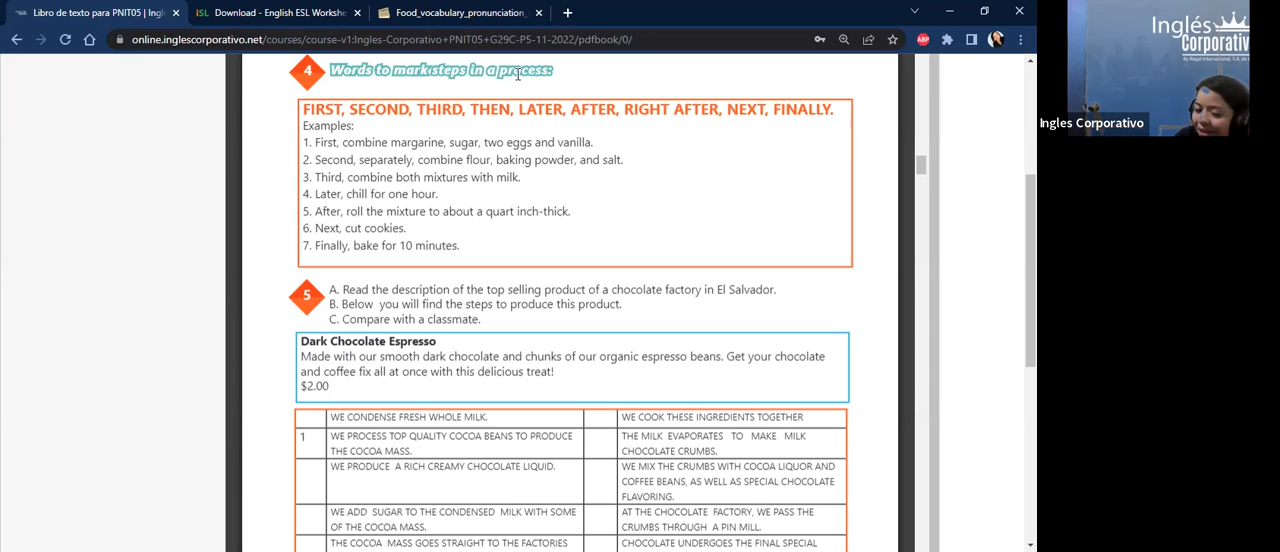 Libro de texto para PNIT05 | Ingl
Download - English ESL Workshe
Food_vocabulary_pronunciation_
online.inglescorporativo.net/courses/course-v1:Ingles-Corporativo+PNIT05+G29C-P5-11-2022/pdfbook/0/
ABP
Inglés
Corporativo
By Regal International, S.A. de
Ingles Corporativo
4 Words to mark steps in a process:
FIRST, SECOND, THIRD, THEN, LATER, AFTER, RIGHT AFTER, NEXT, FINALLY.
Examples:
1. First, combine margarine, sugar, two eggs and vanilla.
2. Second, separately, combine flour, baking powder, and salt.
3. Third, combine both mixtures with milk.
4. Later, chill for one hour.
5. After, roll the mixture to about a quart inch-thick.
6. Next, cut cookies.
7. Finally, bake for 10 minutes.
5 A. Read the description of the top selling product of a chocolate factory in El Salvador.
B. Below you will find the steps to produce this product.
C. Compare with a classmate.
Dark Chocolate Espresso
Made with our smooth dark chocolate and chunks of our organic espresso beans. Get your chocolate
and coffee fix all at once with this delicious treat!
$2.00
WE CONDENSE FRESH WHOLE MILK.
WE COOK THESE INGREDIENTS TOGETHER
1 WE PROCESS TOP QUALITY COCOA BEANS TO PRODUCE
THE COCOA MASS.
THE MILK EVAPORATES TO MAKE MILK
CHOCOLATE CRUMBS.
WE PRODUCE A RICH CREAMY CHOCOLATE LIQUID.
WE MIX THE CRUMBS WITH COCOA LIQUOR AND
COFFEE BEANS, AS WELL AS SPECIAL CHOCOLATE
FLAVORING.
WE ADD SUGAR TO THE CONDENSED MILK WITH SOME
OF THE COCOA MASS.
AT THE CHOCOLATE FACTORY, WE PASS THE
CRUMBS THROUGH A PIN MILL.
THE COCOA MASS GOES STRAIGHT TO THE FACTORIES
CHOCOLATE UNDERGOES THE FINAL SPECIAL